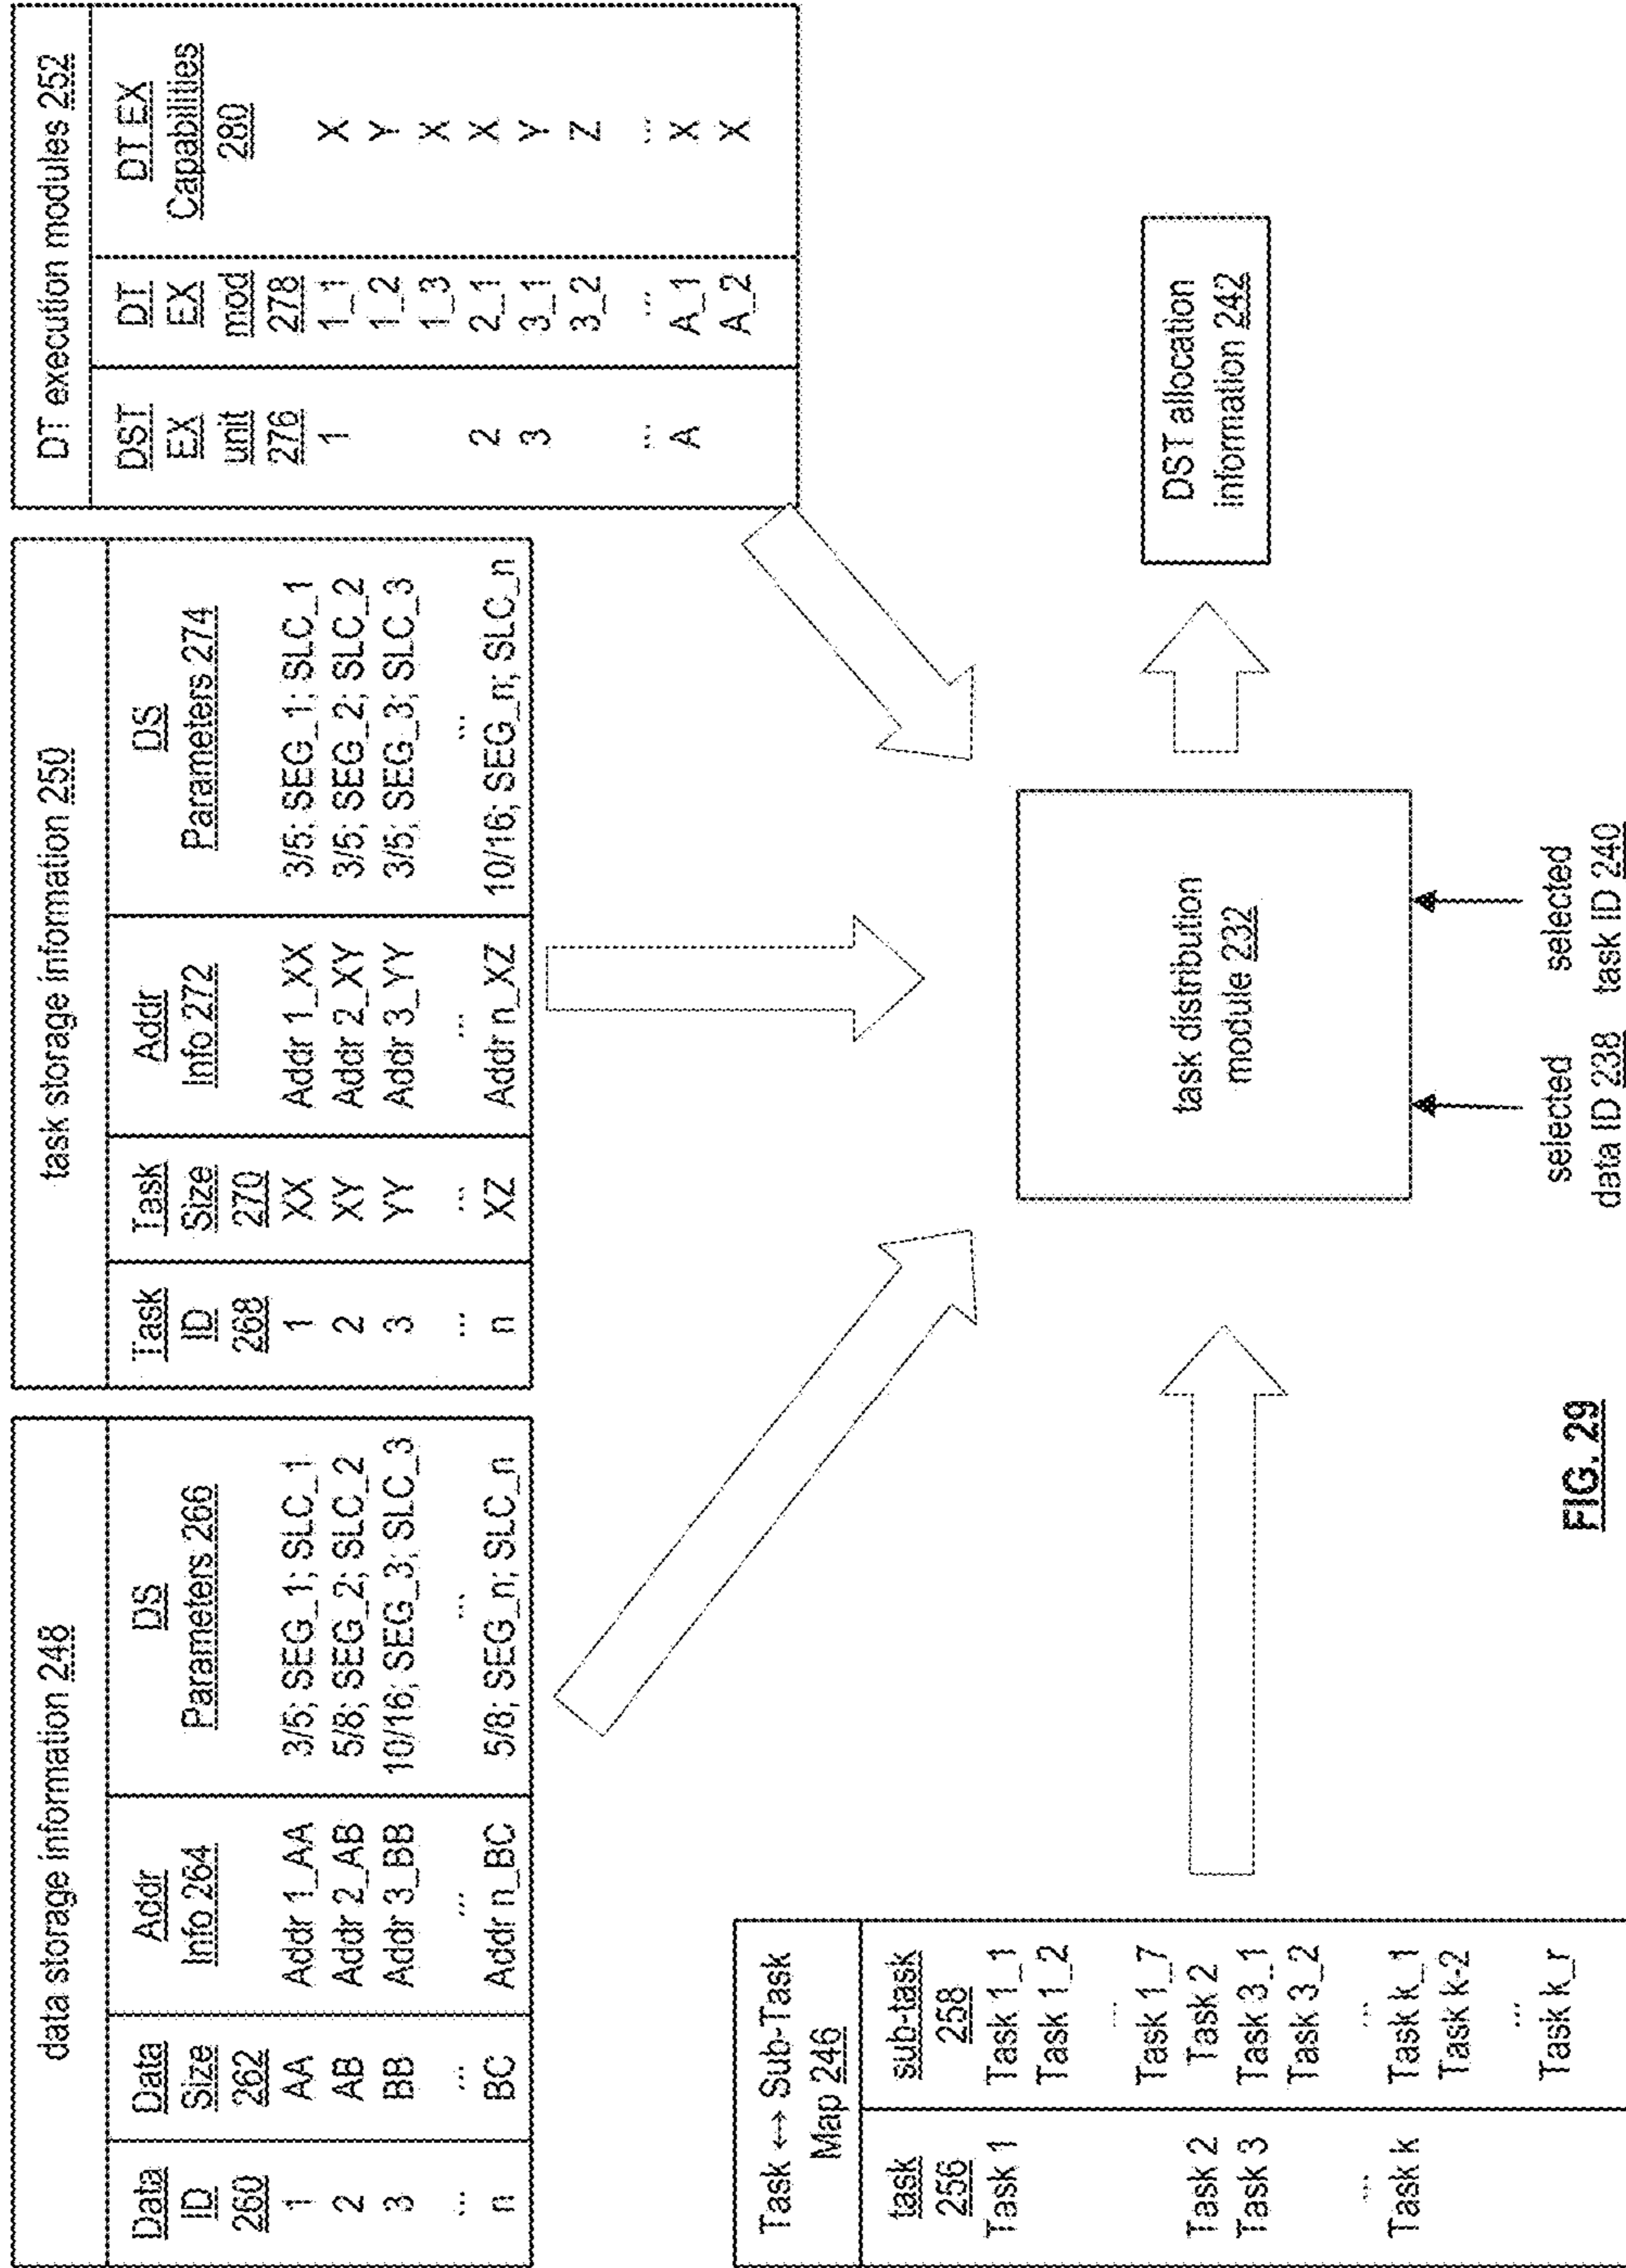 data storage information 248
Data ID 260 | Data Size 262 | Addr Info 264 | DS Parameters 266
1 | AA | Addr 1_AA | 3/5; SEG_1; SLC_1
2 | AB | Addr 2_AB | 5/8; SEG_2; SLC_2
3 | BB | Addr 3_BB | 10/16; SEG_3; SLC_3
... | ... | ... | ...
n | BC | Addr n_BC | 5/8; SEG_n; SLC_n
task storage information 250
Task ID 268 | Task Size 270 | Addr Info 272 | DS Parameters 274
1 | XX | Addr 1_XX | 3/5; SEG_1; SLC_1
2 | XY | Addr 2_XY | 3/5; SEG_2; SLC_2
3 | YY | Addr 3_YY | 3/5; SEG_3; SLC_3
... | ... | ... | ...
n | XZ | Addr n_XZ | 10/16; SEG_n; SLC_n
DT execution modules 252
DST EX unit 276 | DT EX mod 278 | DT EX Capabilities 280
1 | 1_1 | X
1_2 | Y
1_3 | X
2 | 2_1 | X
3 | 3_1 | Y
3_2 | Z
... | ... | ...
A | A_1 | X
A_2 | X
Task ↔ Sub-Task
Map 246
task 256 | sub-task 258
Task 1 | Task 1_1
Task 1_2
...
Task 1_7
Task 2 | Task 2
Task 3 | Task 3_1
Task 3_2
... | ...
Task k | Task k_1
Task k-2
...
Task k_r
task distribution
module 232
DST allocation
information 242
selected
data ID 238
selected
task ID 240
FIG. 29